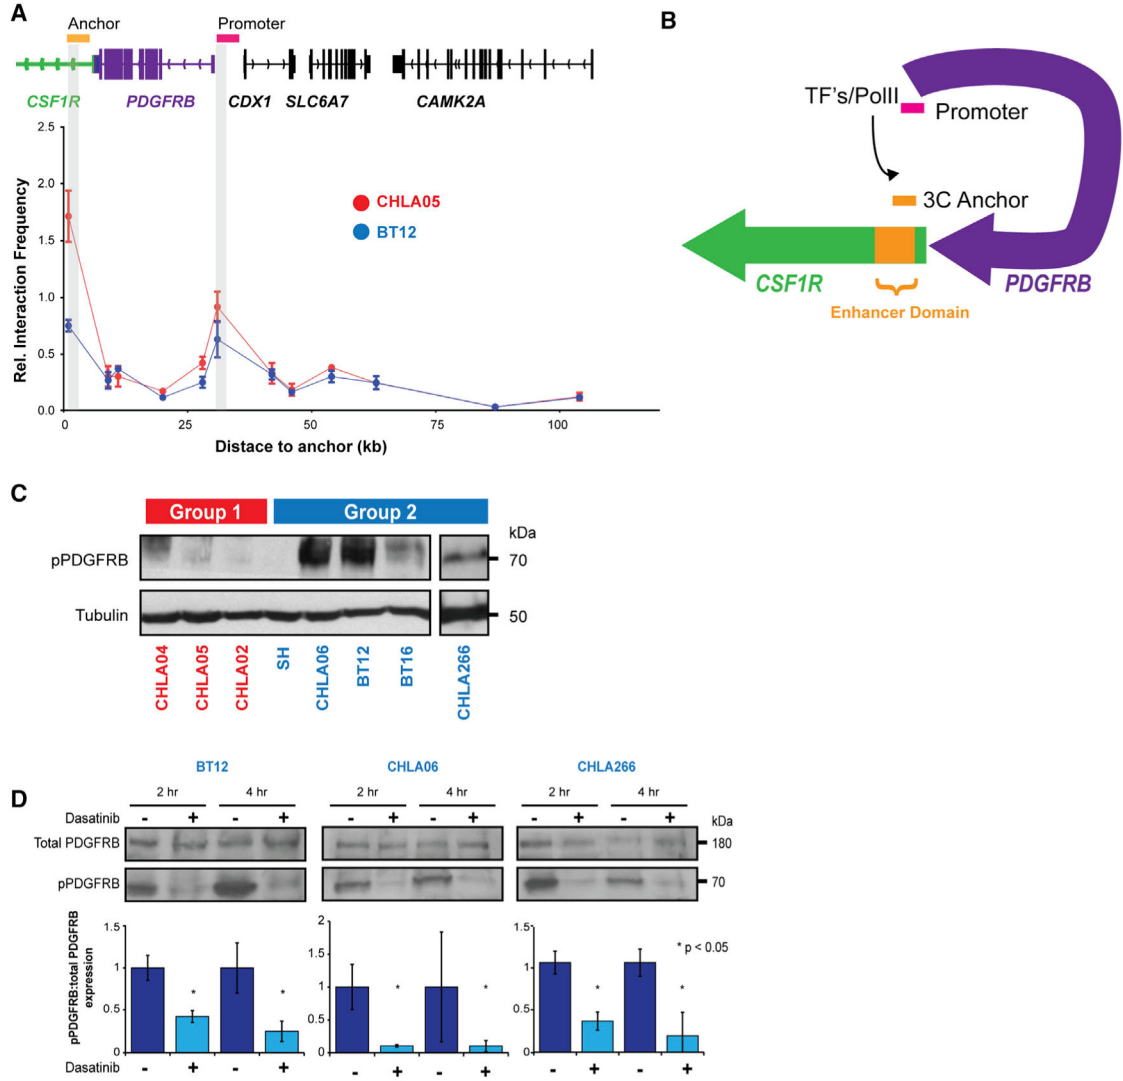 A
Anchor
Promoter
CSF1R
PDGFRB
CDX1
SLC6A7
CAMK2A
2.5
2.0
1.5
1.0
0.5
0.0
Rel. Interaction Frequency
CHLA05
BT12
0
25
50
75
100
Distace to anchor (kb)
B
TF's/PolII
Promoter
3C Anchor
CSF1R
PDGFRB
Enhancer Domain
C
Group 1
Group 2
kDa
pPDGFRB
70
Tubulin
50
CHLA04
CHLA05
CHLA02
SH
CHLA06
BT12
BT16
CHLA266
D
BT12
CHLA06
CHLA266
2 hr
4 hr
2 hr
4 hr
2 hr
4 hr
Dasatinib
- + - +
- + - +
- + - +
kDa
Total PDGFRB
180
pPDGFRB
70
pPDGFRB:total PDGFRB
expression
1.5
1
0.5
0
2
1.5
1
0.5
0
1.5
1
0.5
0
* *
* *
* *
* p < 0.05
Dasatinib
- + - +
- + - +
- + - +